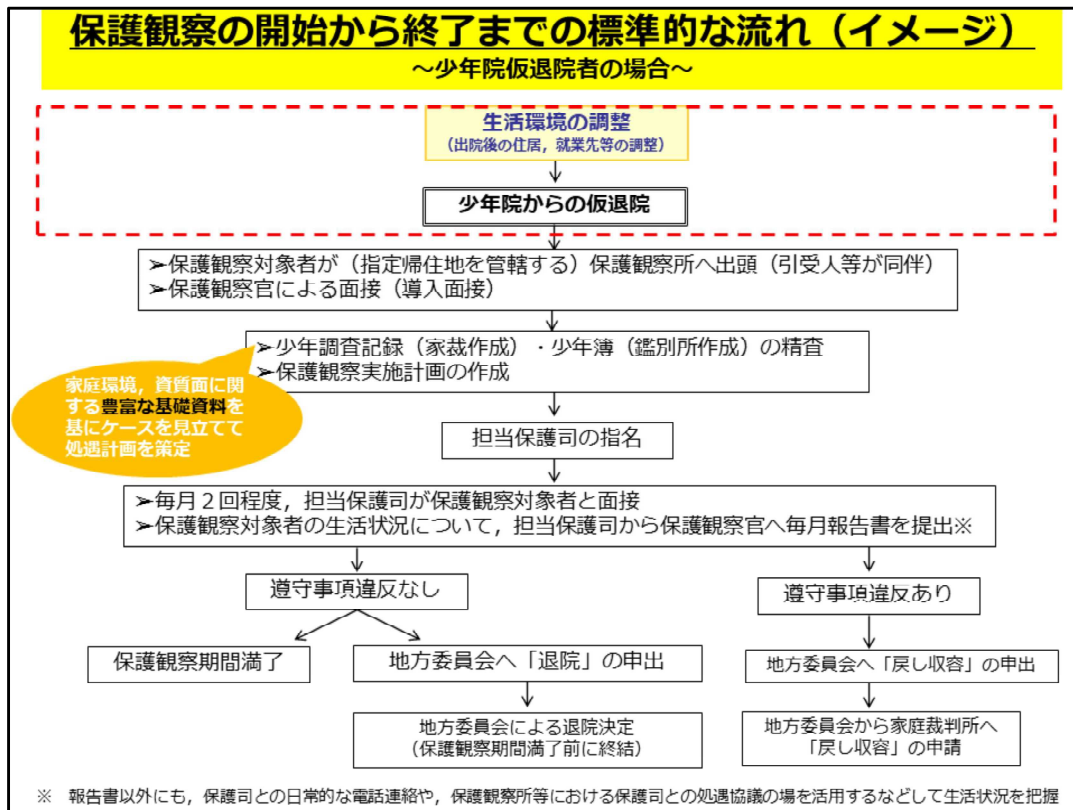 保護観察の開始から終了までの標準的な流れ（イメージ）
～少年院仮退院者の場合～
生活環境の調整
（出院後の住居，就業先等の調整）
少年院からの仮退院
➤保護観察対象者が（指定帰住地を管轄する）保護観察所へ出頭（引受人等が同伴）
➤保護観察官による面接（導入面接）
➤少年調査記録（家裁作成）・少年簿（鑑別所作成）の精査
➤保護観察実施計画の作成
家庭環境，資質面に関
する豊富な基礎資料を
基にケースを見立てて
処遇計画を策定
担当保護司の指名
➤毎月２回程度，担当保護司が保護観察対象者と面接
➤保護観察対象者の生活状況について，担当保護司から保護観察官へ毎月報告書を提出※
遵守事項違反なし
遵守事項違反あり
保護観察期間満了
地方委員会へ「退院」の申出
地方委員会へ「戻し収容」の申出
地方委員会による退院決定
（保護観察期間満了前に終結）
地方委員会から家庭裁判所へ
「戻し収容」の申請
※　報告書以外にも，保護司との日常的な電話連絡や，保護観察所等における保護司との処遇協議の場を活用するなどして生活状況を把握